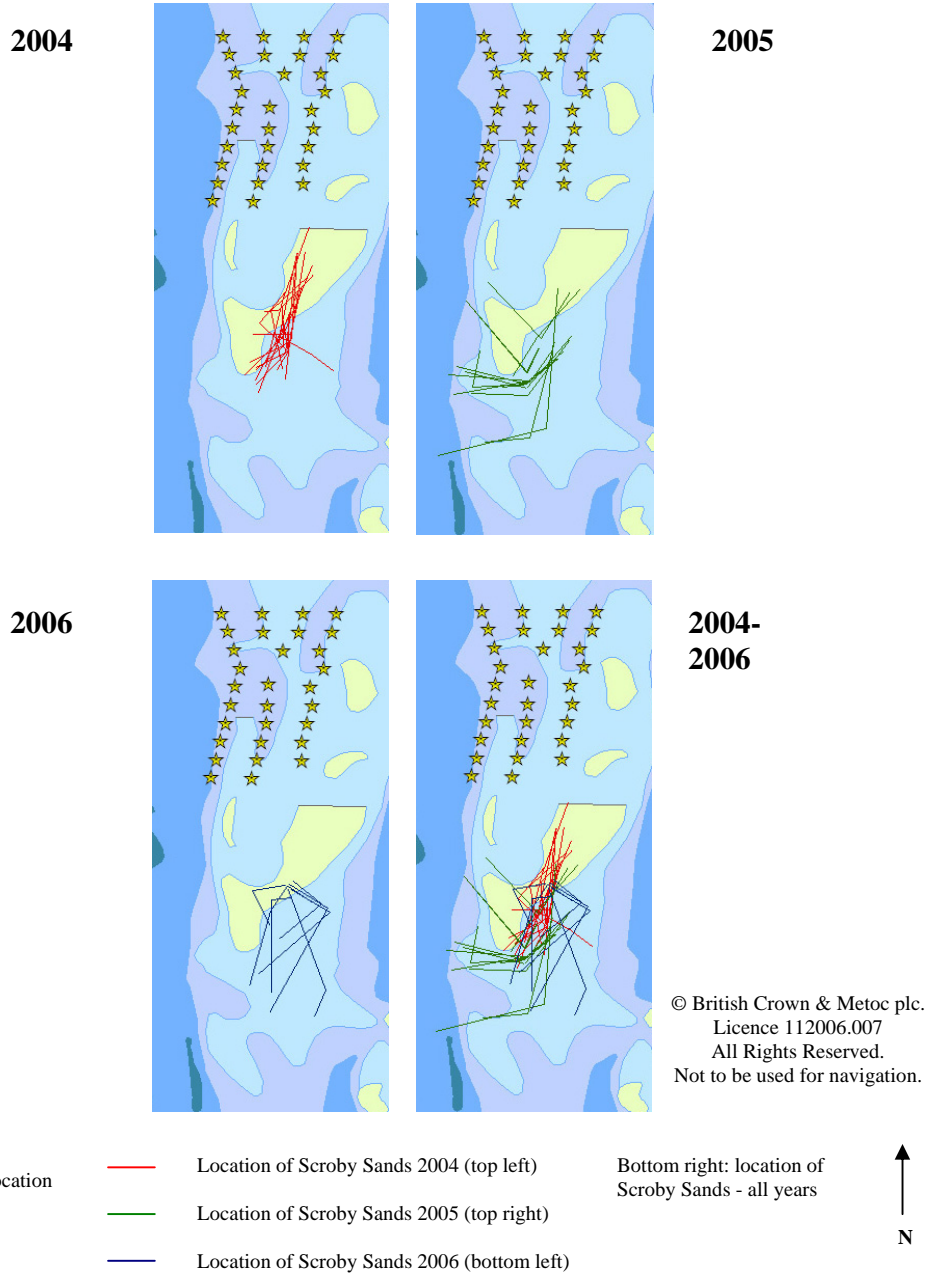 2004
2005
2006
2004-
2006
© British Crown & Metoc plc.
Licence 112006.007
All Rights Reserved.
Not to be used for navigation.
Location of Scroby Sands 2004 (top left)
Bottom right: location of
Scroby Sands - all years
Location of Scroby Sands 2005 (top right)
N
Location of Scroby Sands 2006 (bottom left)